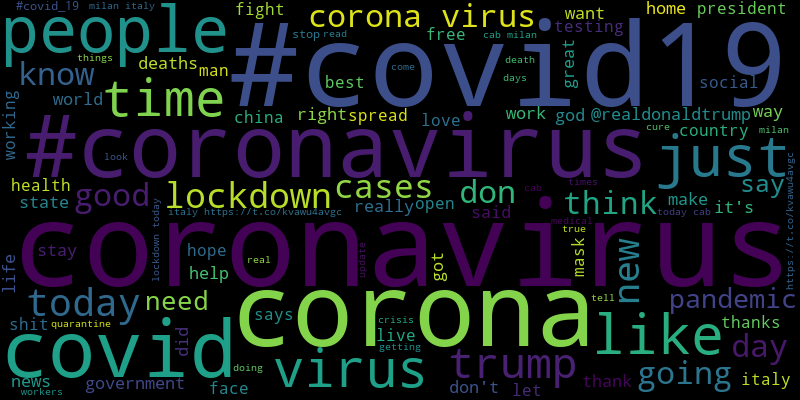 #covid_19
milan italy
fight
corona virus
want
home
president
people
#covid19
stop
read
free
cab milan
testing
things
deaths
man
know
come
best
death
days
great
social
world
time
china
right
spread
love
work
god
@realdonaldtrump
way
working
#coronavirus
country
cure
milan
just
look
health
state
good
lockdown
cases
really
open
don
think
make
say
it's
cab
times
said
italy https://t.co/kvawu4avgc
today cab
lockdown today
coronavirus
stay
hope
help
real
update
got
medical
true
mask
new
https://t.co/kvawu4avgc
life
today
need
corona
tell
pandemic
shit
quarantine
did
says
crisis
live
getting
like
thanks
day
covid
virus
trump
going
italy
news
workers
government
doing
face
don't
let
thank